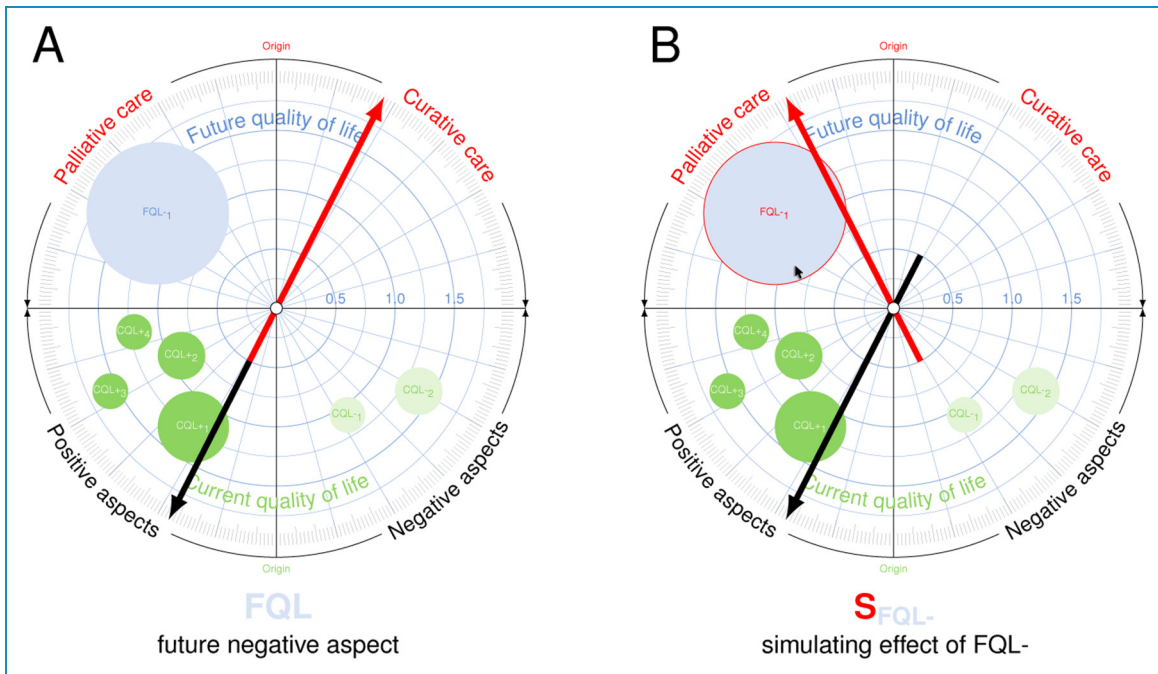 A
Origin
Palliative care
Curative care
Future quality of life
FQL-1
0.5 1.0 1.5
CQL+4
CQL+2
CQL+3
CQL+1
CQL-2
CQL-1
Positive aspects
Negative aspects
Current quality of life
Origin
FQL
future negative aspect
B
Origin
Palliative care
Curative care
Future quality of life
FQL-1
0.5 1.0 1.5
CQL+4
CQL+2
CQL+3
CQL+1
CQL-2
CQL-1
Positive aspects
Negative aspects
Current quality of life
Origin
SFQL-
simulating effect of FQL-